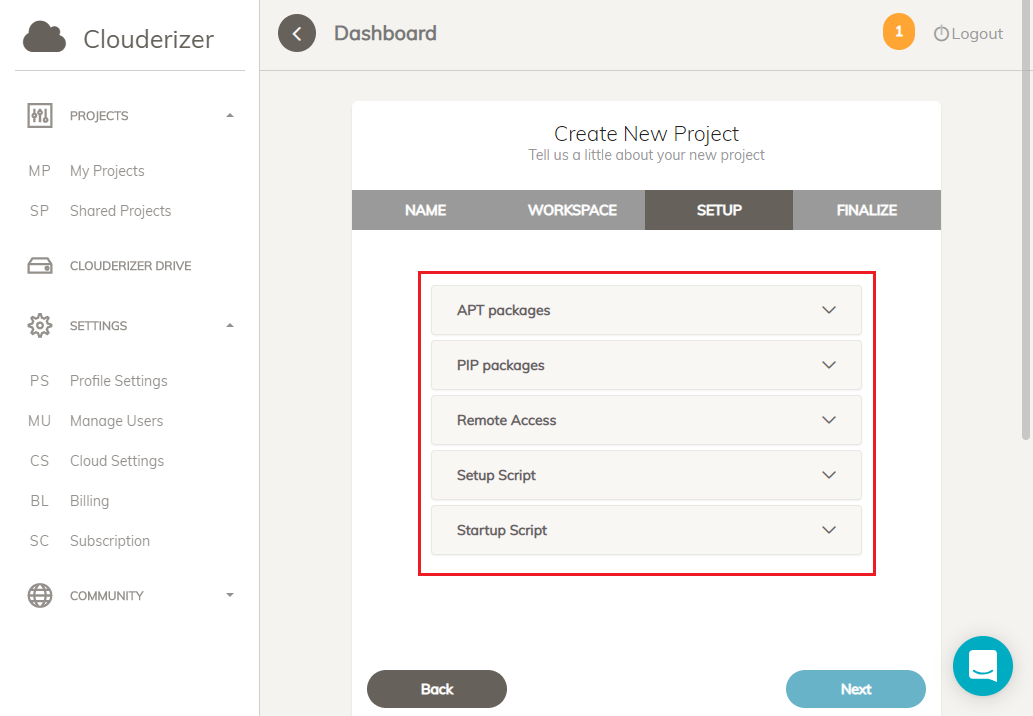 Clouderizer
PROJECTS
MP My Projects
SP Shared Projects
CLOUDERIZER DRIVE
SETTINGS
PS Profile Settings
MU Manage Users
CS Cloud Settings
BL Billing
SC Subscription
COMMUNITY
Dashboard
1
Logout
Create New Project
Tell us a little about your new project
NAME WORKSPACE SETUP FINALIZE
APT packages
PIP packages
Remote Access
Setup Script
Startup Script
Back Next